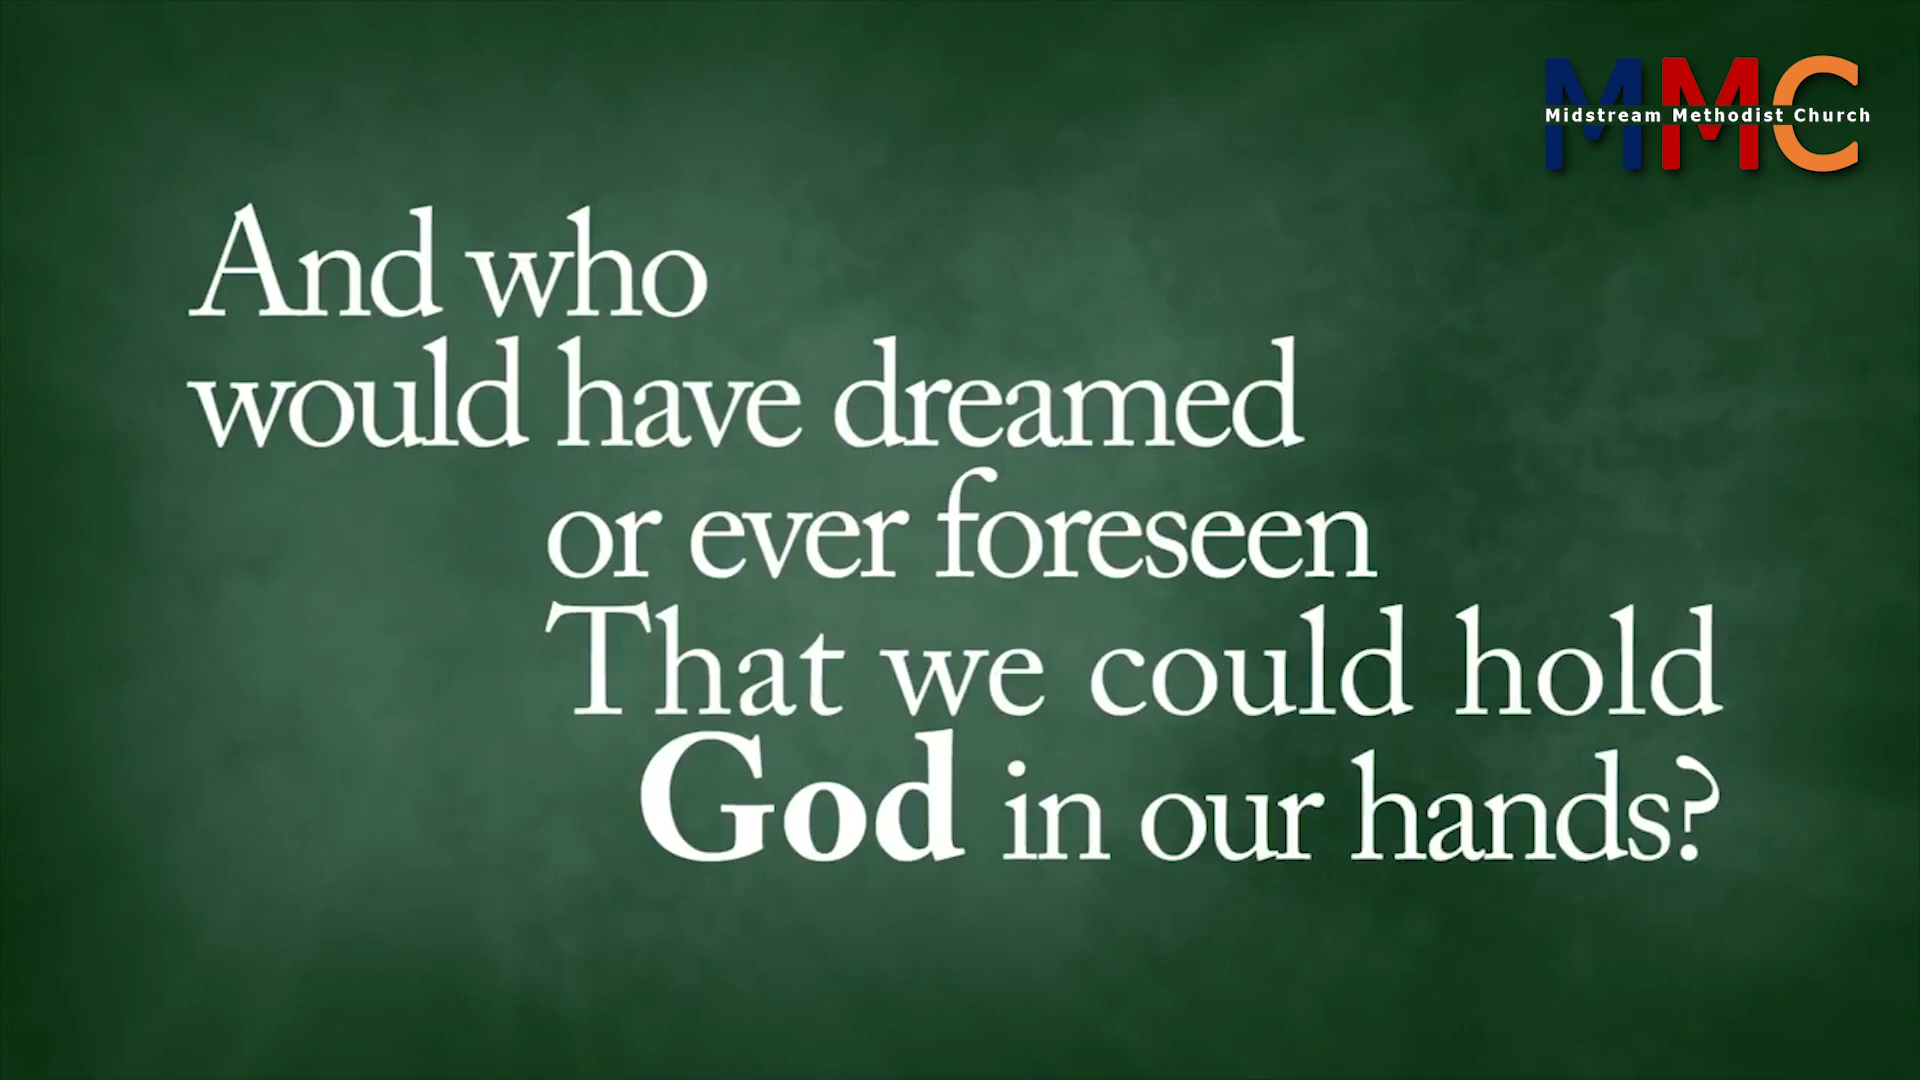 MMC
Midstream Methodist Church
And who
would have dreamed
or ever foreseen
That we could hold
God in our hands?